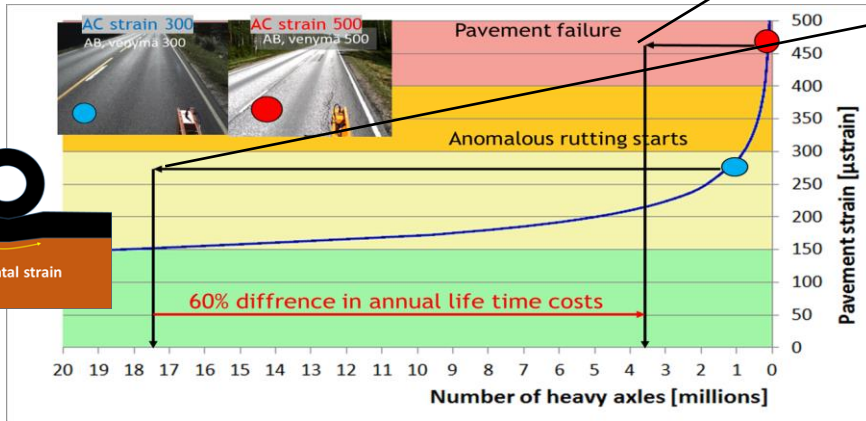 AC strain 300
AB, venymä 300
AC strain 500
AB, venymä 500
Pavement failure
Anomalous rutting starts
tal strain
60% diffrence in annual life time costs
500
450
400
350
300
250
200
150
100
50
0
Pavement strain [µstrain]
20 19 18 17 16 15 14 13 12 11 10 9 8 7 6 5 4 3 2 1 0
Number of heavy axles [millions]